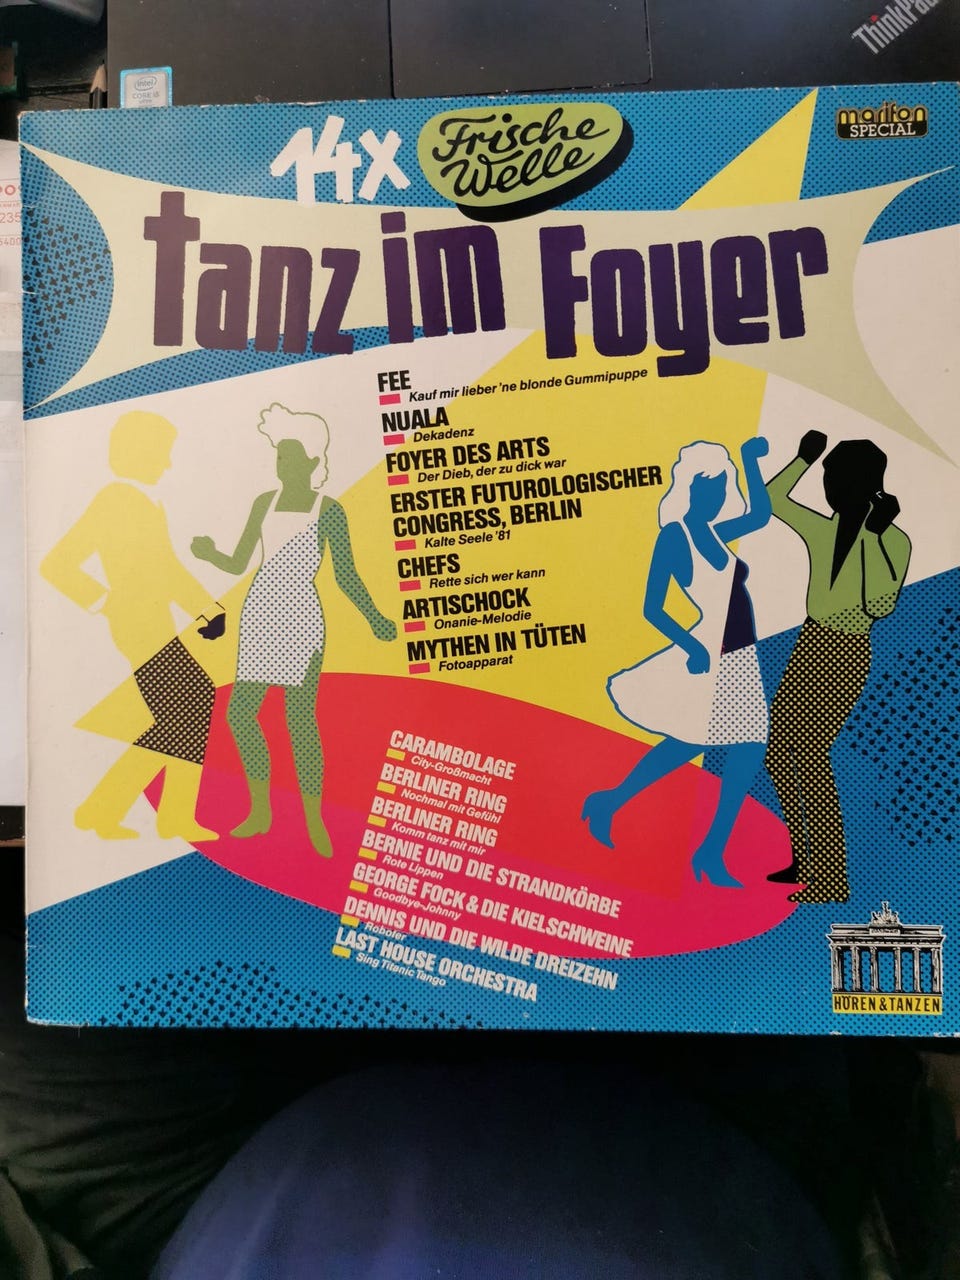 ThinkPad
intel
CORE i5
14x
Frische
Welle
marifon
SPECIAL
tanz im Foyer
FEE
Kauf mir lieber 'ne blonde Gummipuppe
NUALA
Dekadenz
FOYER DES ARTS
Der Dieb, der zu dick war
ERSTER FUTUROLOGISCHER
CONGRESS, BERLIN
Kalte Seele '81
CHEFS
Rette sich wer kann
ARTISCHOCK
Onanie-Melodie
MYTHEN IN TÜTEN
Fotoapparat
CARAMBOLAGE
City-Großmacht
BERLINER RING
Nochmal mit Gefühl
BERLINER RING
Komm tanz mit mir
BERNIE UND DIE STRANDKÖRBE
Rote Lippen
GEORGE FOCK & DIE KIELSCHWEINE
Goodbye-Johnny
DENNIS UND DIE WILDE DREIZEHN
Roboter
LAST HOUSE ORCHESTRA
Sing Titanic Tango
HÖREN & TANZEN